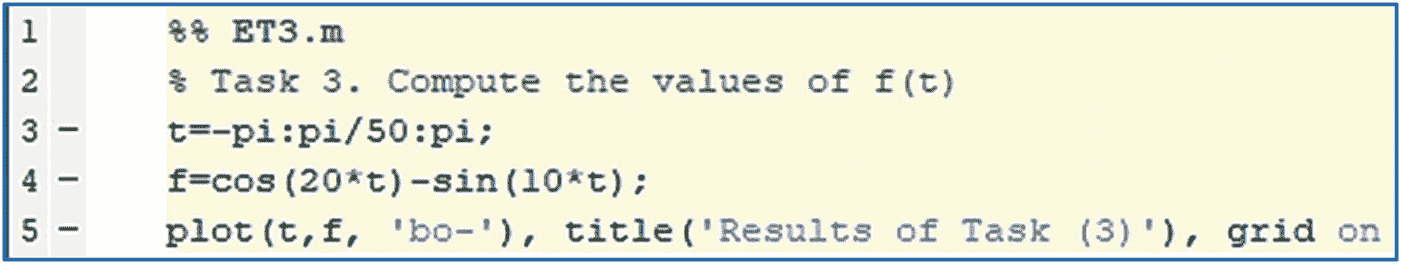 1 %% ET3.m
2 % Task 3. Compute the values of f(t)
3 - t=-pi:pi/50:pi;
4 - f=cos(20*t)-sin(10*t);
5 - plot(t,f, 'bo-'), title('Results of Task (3)'), grid on